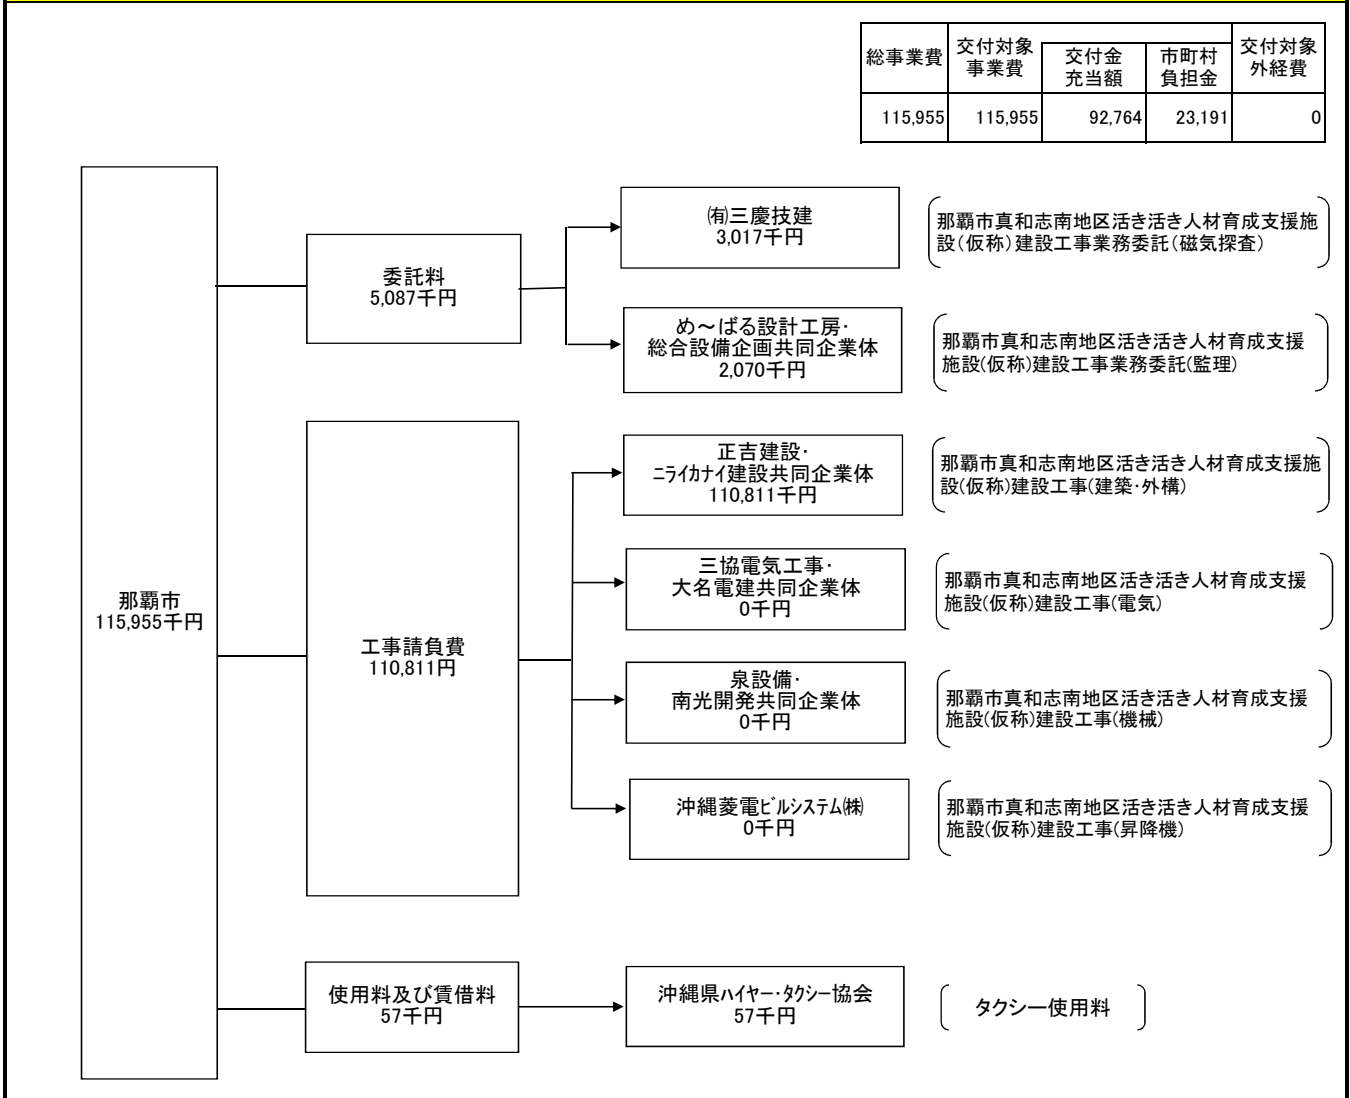 総事業費
交付対象
事業費
交付金
充当額
市町村
負担金
交付対象
外経費
115,955
115,955
92,764
23,191
0
那覇市
115,955千円
委託料
5,087千円
㈲三慶技建
3,017千円
那覇市真和志南地区活き活き人材育成支援施
設(仮称)建設工事業務委託(磁気探査)
め～ばる設計工房・
総合設備企画共同企業体
2,070千円
那覇市真和志南地区活き活き人材育成支援
施設(仮称)建設工事業務委託(監理)
工事請負費
110,811円
正吉建設・
ﾆﾗｲｶﾅｲ建設共同企業体
110,811千円
那覇市真和志南地区活き活き人材育成支援施
設(仮称)建設工事(建築・外構)
三協電気工事・
大名電建共同企業体
0千円
那覇市真和志南地区活き活き人材育成支援
施設(仮称)建設工事(電気)
泉設備・
南光開発共同企業体
0千円
那覇市真和志南地区活き活き人材育成支援
施設(仮称)建設工事(機械)
沖縄菱電ﾋﾞﾙｼｽﾃﾑ㈱
0千円
那覇市真和志南地区活き活き人材育成支援
施設(仮称)建設工事(昇降機)
使用料及び賃借料
57千円
沖縄県ﾊｲﾔｰ・ﾀｸｼｰ協会
57千円
タクシー使用料